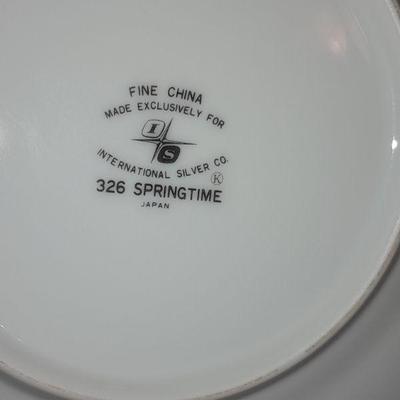 FINE CHINA
MADE EXCLUSIVELY FOR
I
S
INTERNATIONAL SILVER CO.
Ⓚ
326 SPRINGTIME
JAPAN